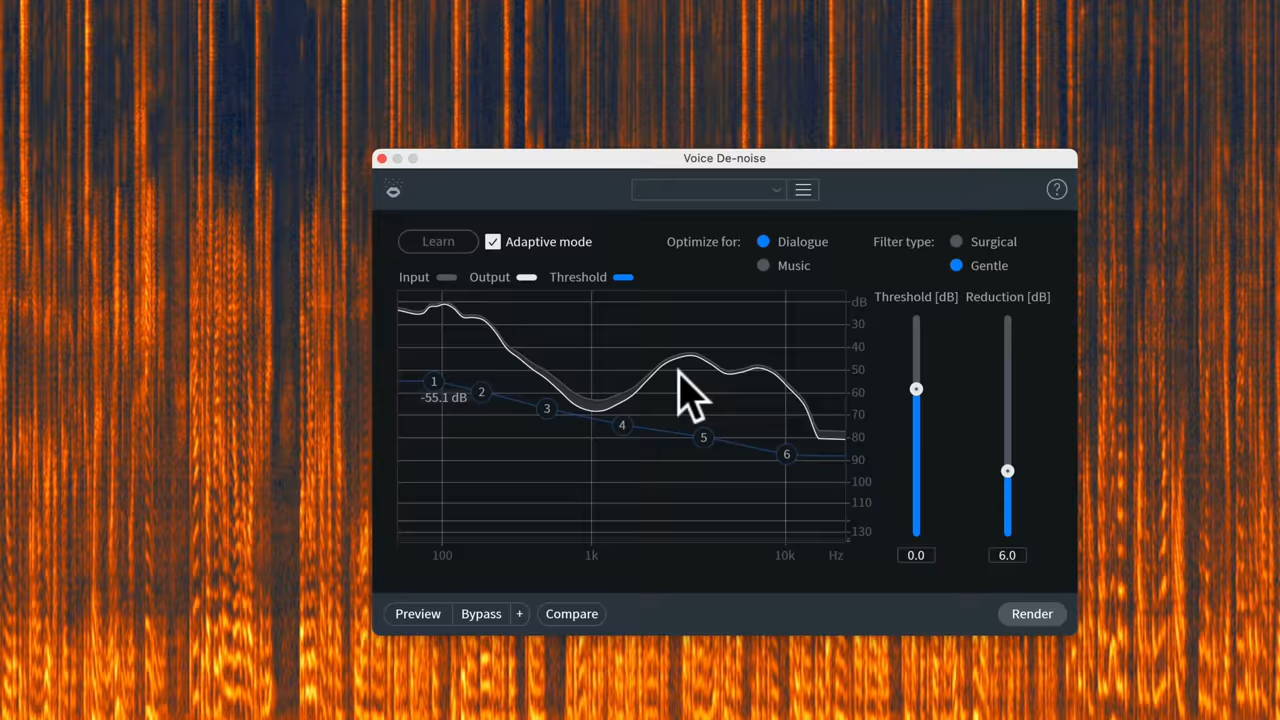 Voice De-noise
?
Learn Adaptive mode Optimize for: Dialogue Filter type: Surgical
Music Gentle
Input Output Threshold
Threshold [dB] Reduction [dB]
dB
30
40
50
60
70
80
90
100
110
130
1
-55.1 dB
2
3
4
5
6
100 1k 10k Hz
0.0 6.0
Preview Bypass + Compare Render